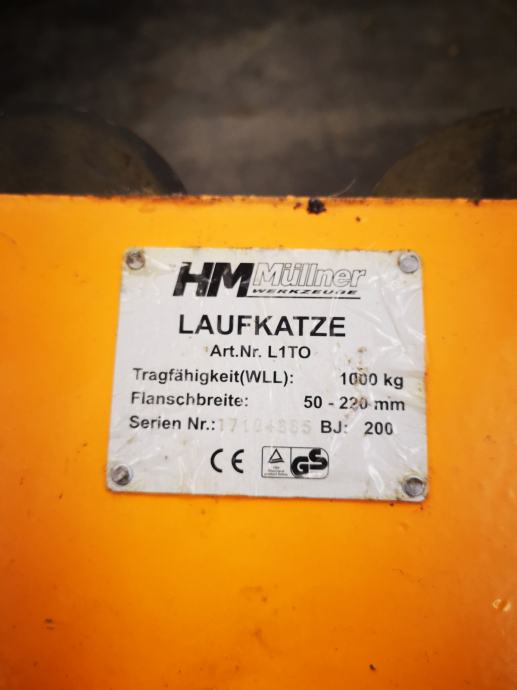 HM Müllner
WERKZEUGE
LAUFKATZE
Art.Nr. L1TO
Tragfähigkeit(WLL): 1000 kg
Flanschbreite: 50 - 220 mm
Serien Nr.: BJ: 200
CE GS